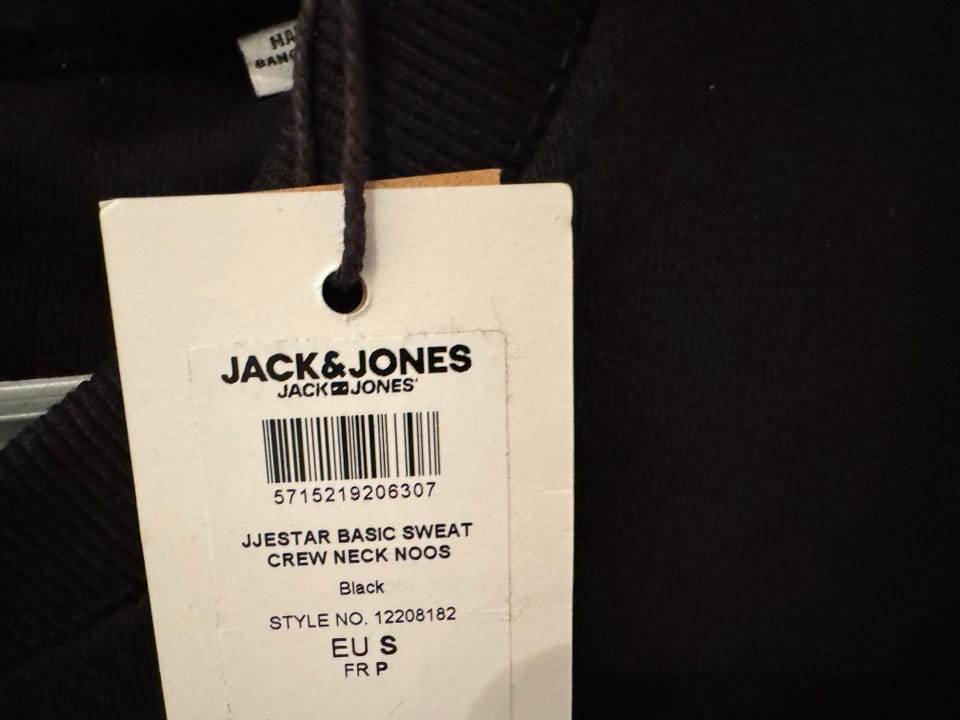 JACK&JONES
JACK JONES
5715219206307
JJESTAR BASIC SWEAT
CREW NECK NOOS
Black
STYLE NO. 12208182
EU S
FR P